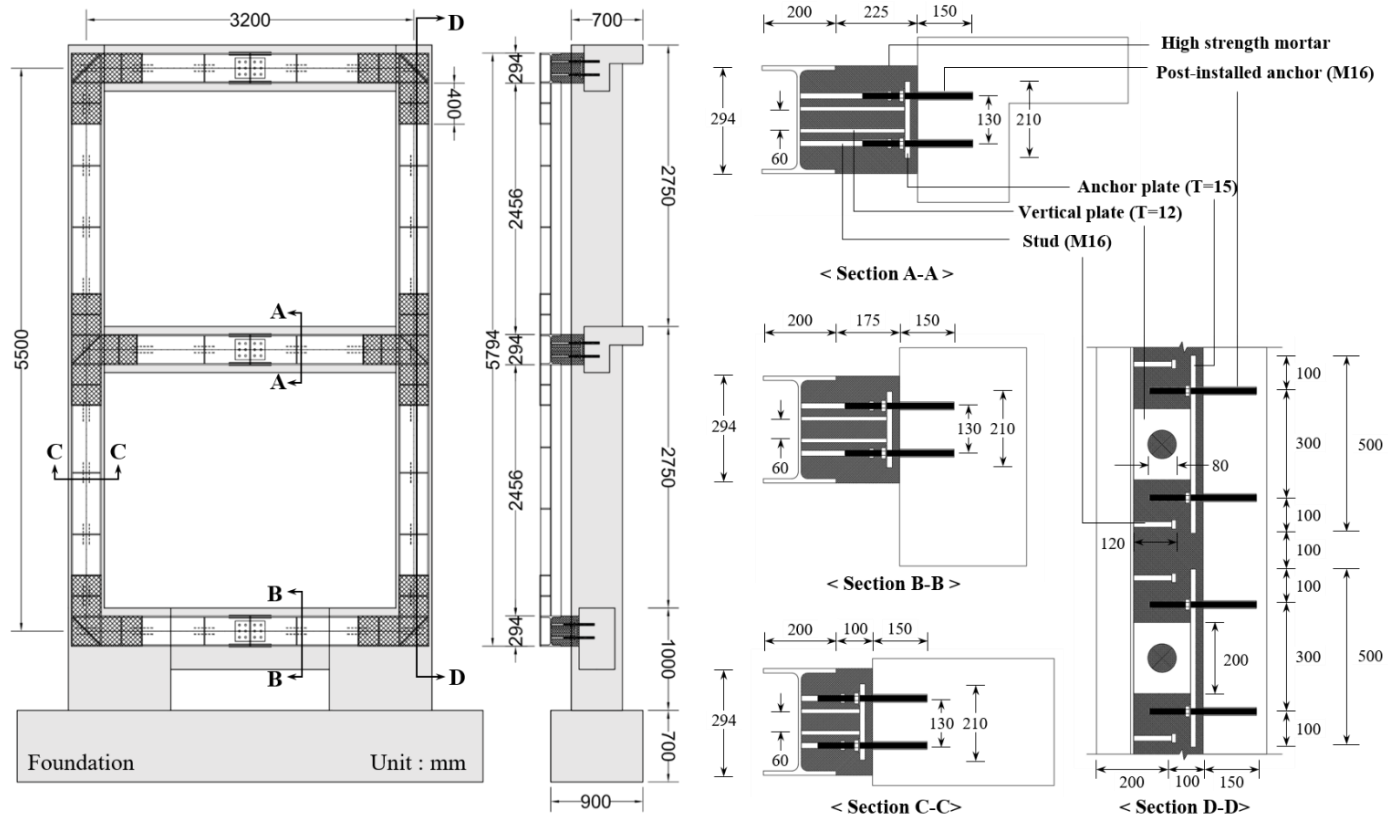 3200
D
400
5500
A
A
C
C
B
B
D
Foundation
Unit : mm
700
294
2456
5794
294
2456
294
2750
2750
1000
700
900
200
225
150
294
60
130
210
High strength mortar
Post-installed anchor (M16)
Anchor plate (T=15)
Vertical plate (T=12)
Stud (M16)
< Section A-A >
200
175
150
294
60
130
210
< Section B-B >
200
100
150
294
60
130
210
< Section C-C>
100
300
500
80
100
120
100
100
200
300
500
100
200
100
150
< Section D-D>